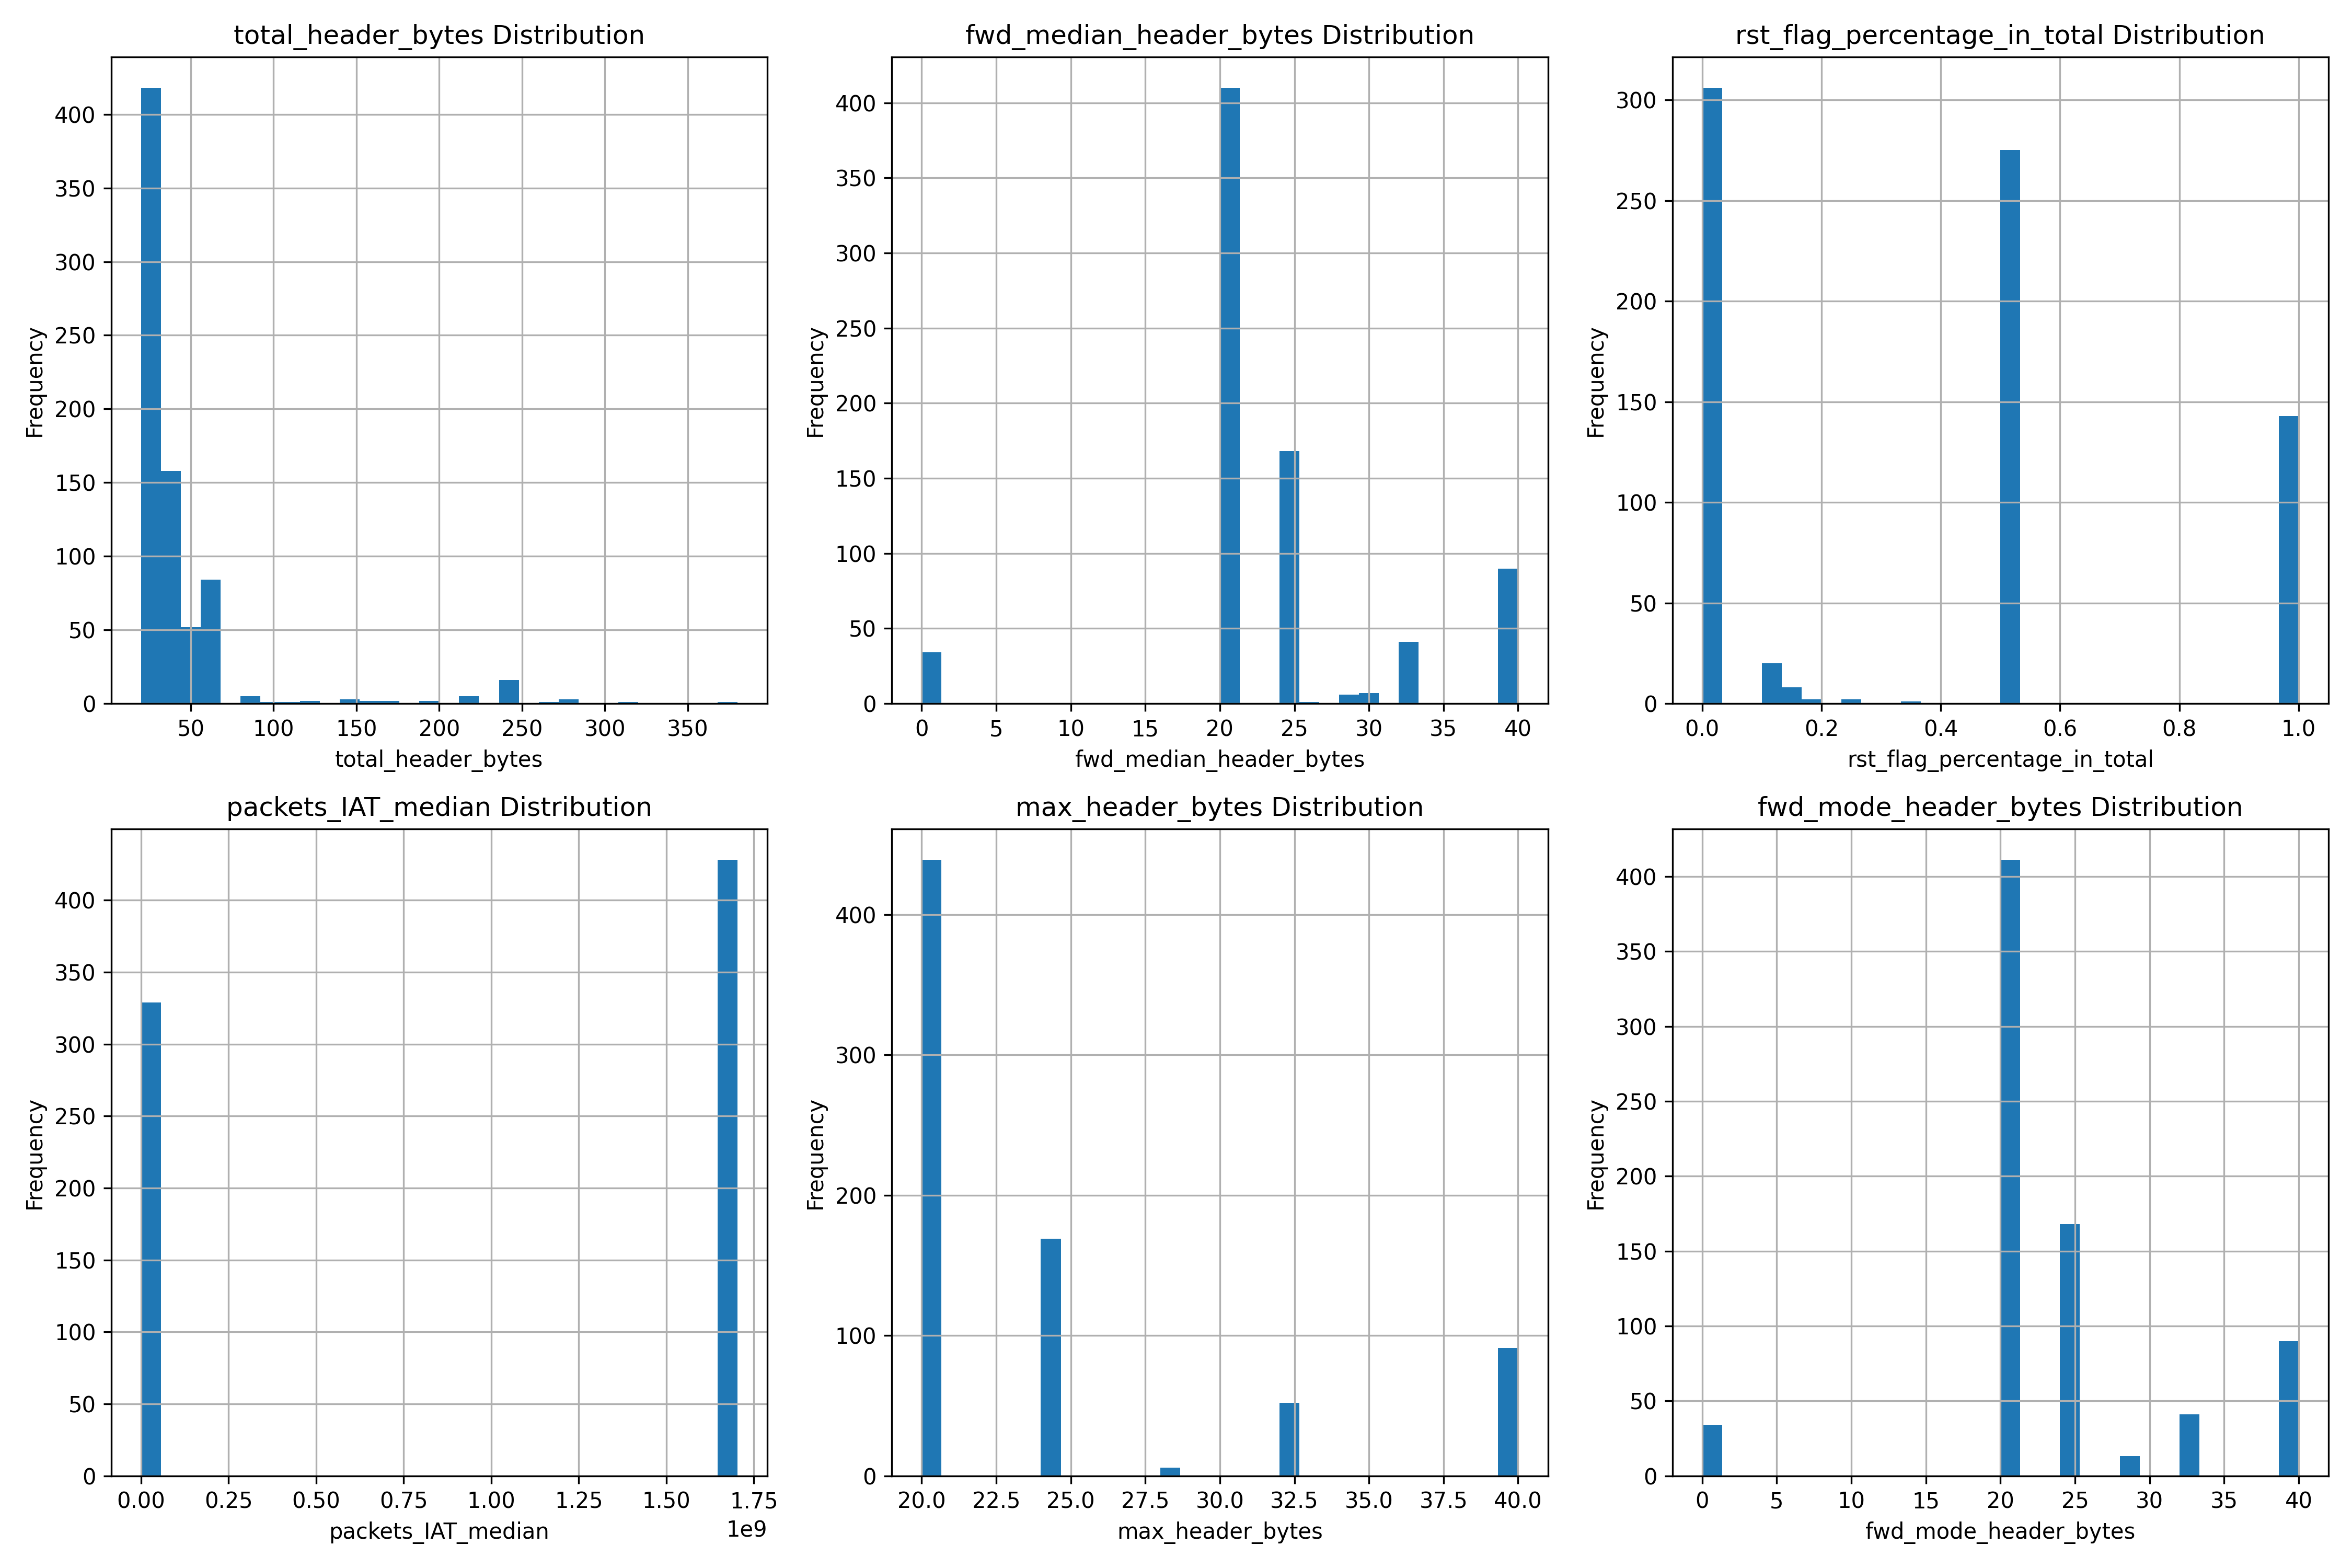 total_header_bytes Distribution
400
350
300
250
200
150
100
50
0
Frequency
50 100 150 200 250 300 350
total_header_bytes
fwd_median_header_bytes Distribution
400
350
300
250
200
150
100
50
0
Frequency
0 5 10 15 20 25 30 35 40
fwd_median_header_bytes
rst_flag_percentage_in_total Distribution
300
250
200
150
100
50
0
Frequency
0.0 0.2 0.4 0.6 0.8 1.0
rst_flag_percentage_in_total
packets_IAT_median Distribution
400
350
300
250
200
150
100
50
0
Frequency
0.00 0.25 0.50 0.75 1.00 1.25 1.50 1.75
1e9
packets_IAT_median
max_header_bytes Distribution
400
300
200
100
0
Frequency
20.0 22.5 25.0 27.5 30.0 32.5 35.0 37.5 40.0
max_header_bytes
fwd_mode_header_bytes Distribution
400
350
300
250
200
150
100
50
0
Frequency
0 5 10 15 20 25 30 35 40
fwd_mode_header_bytes